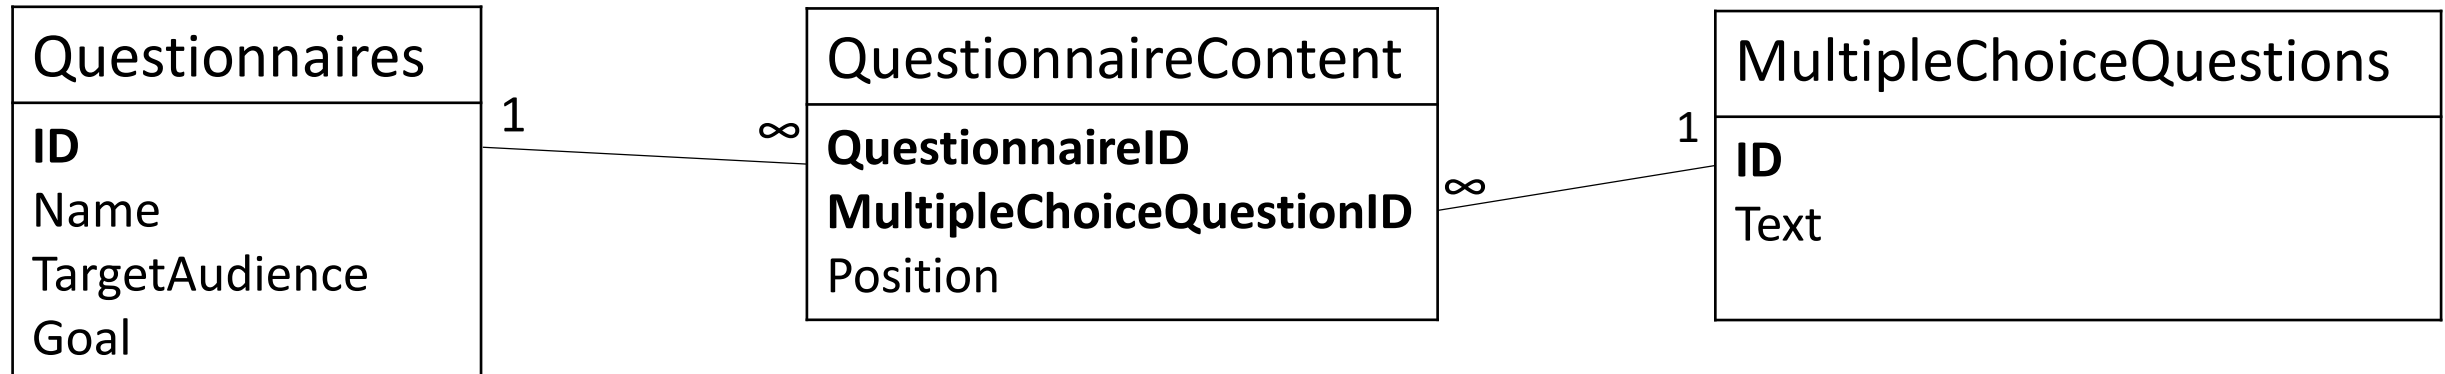 Questionnaires
ID
Name
TargetAudience
Goal
1
∞
QuestionnaireContent
QuestionnaireID
MultipleChoiceQuestionID
Position
∞
1
MultipleChoiceQuestions
ID
Text